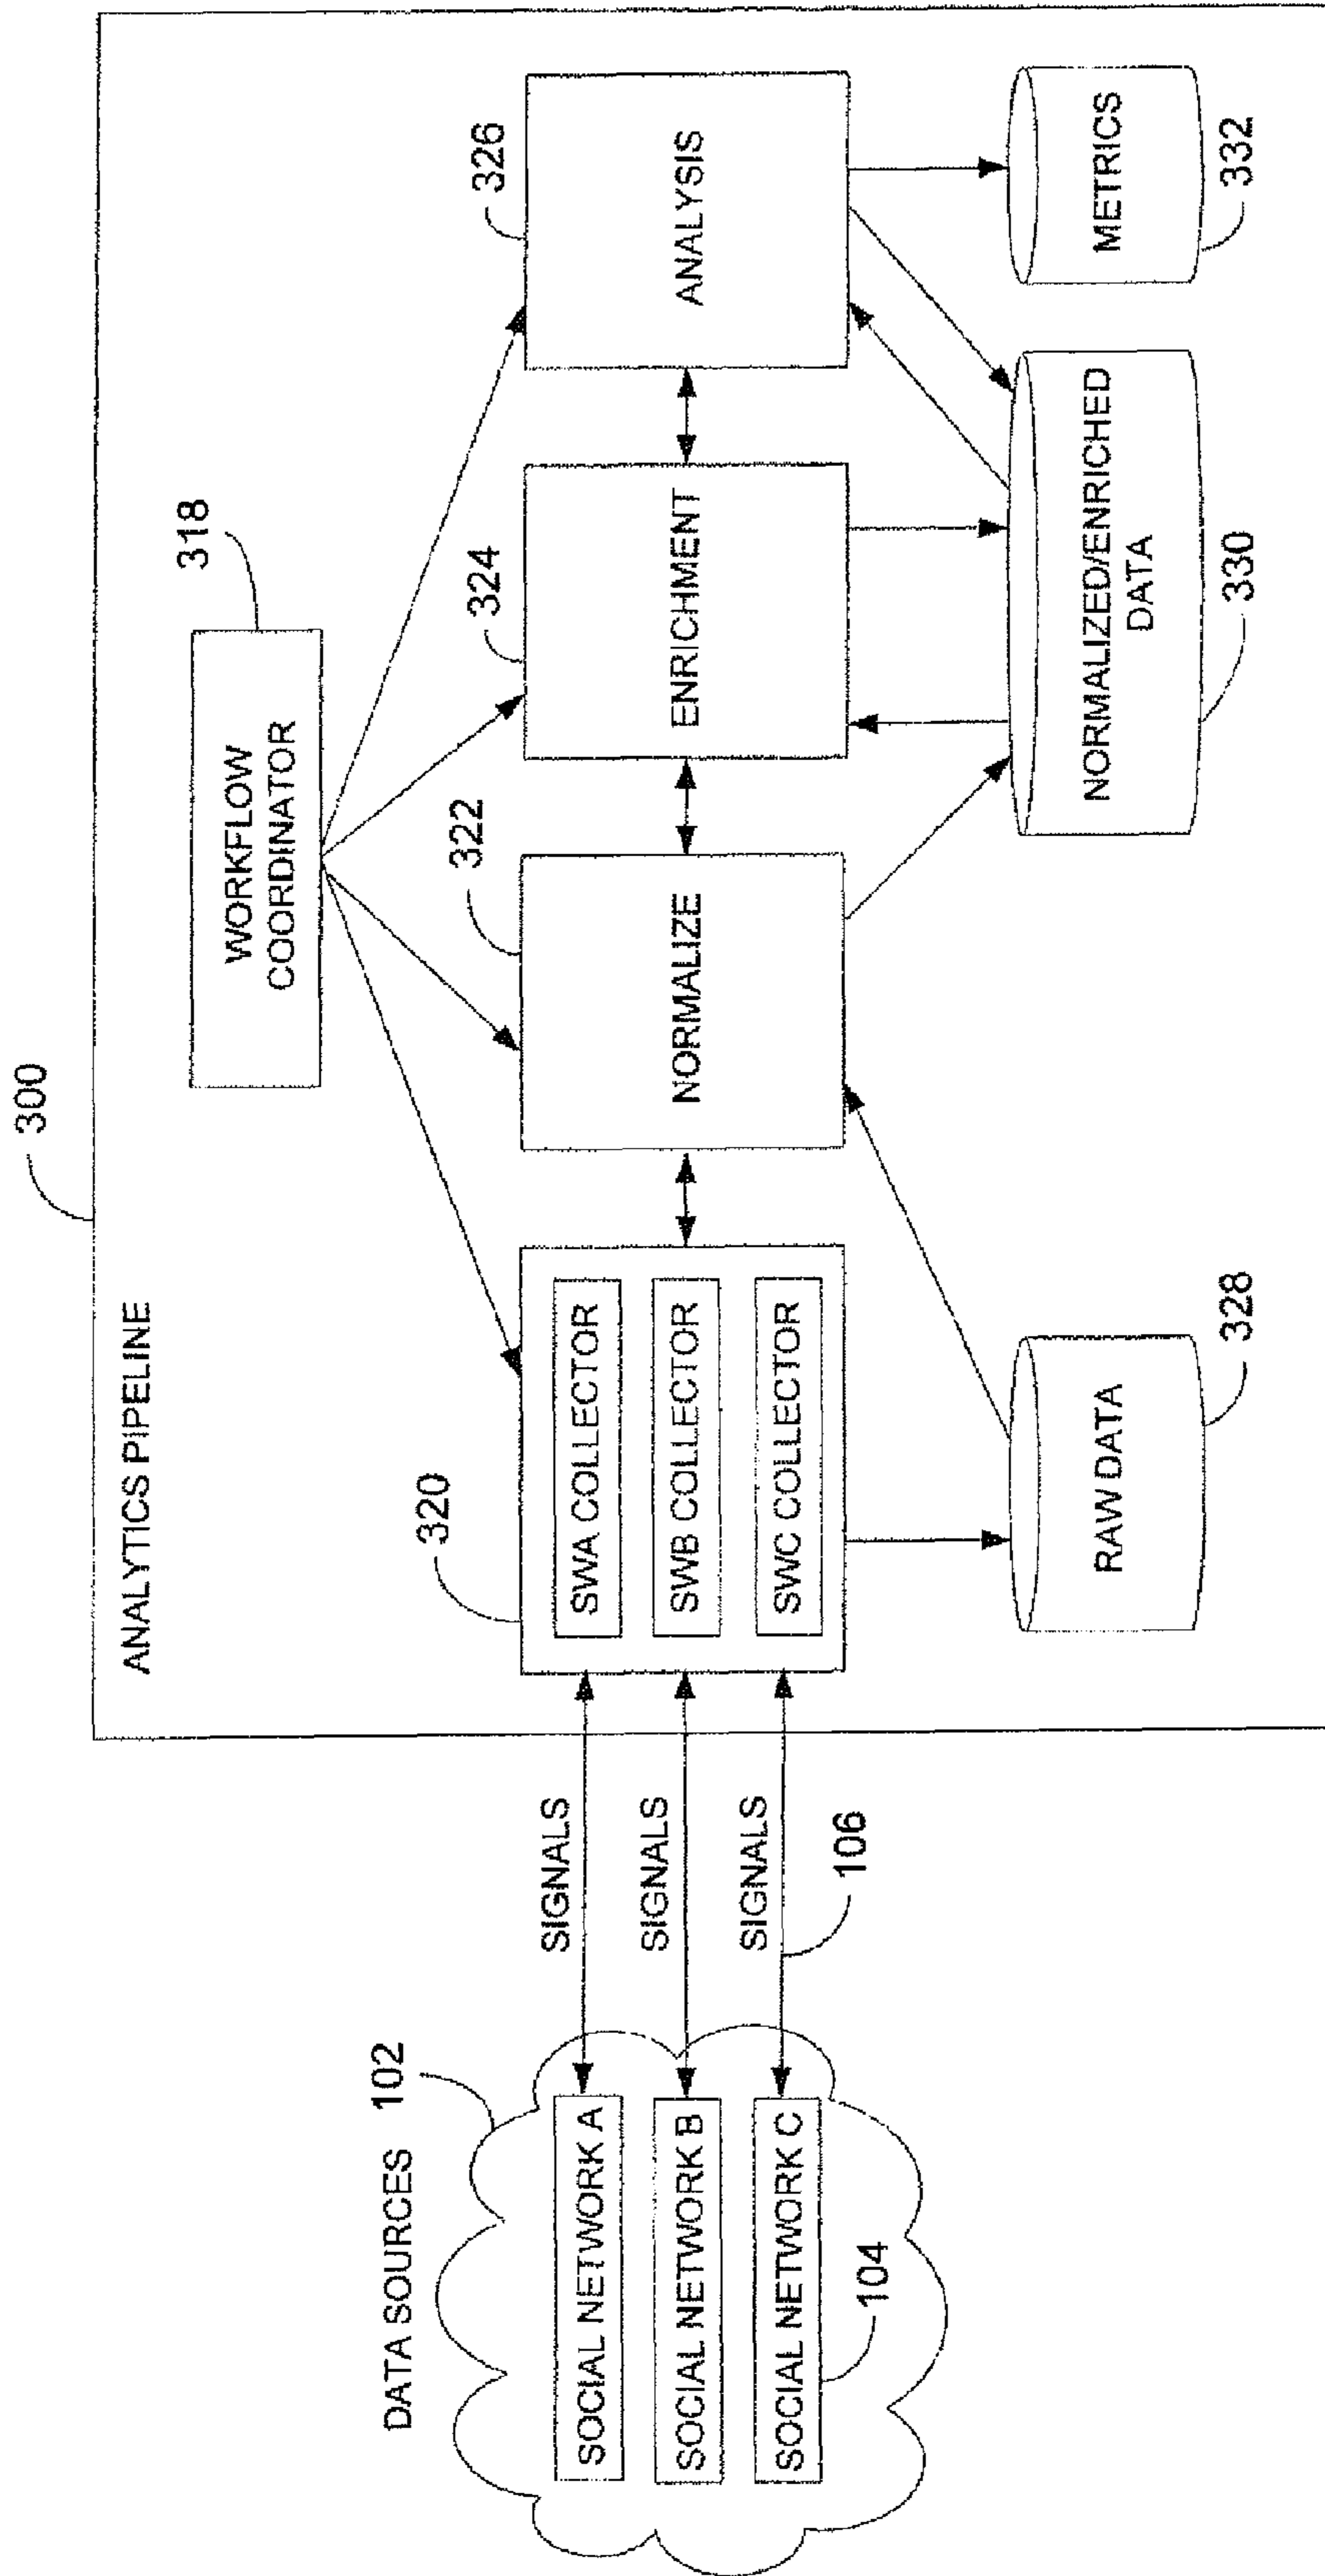 300
ANALYTICS PIPELINE
318
WORKFLOW
COORDINATOR
DATA SOURCES 102
320
322
324
326
SIGNALS
SIGNALS
SIGNALS
106
SOCIAL NETWORK A
SOCIAL NETWORK B
SOCIAL NETWORK C
104
SWA COLLECTOR
SWB COLLECTOR
SWC COLLECTOR
NORMALIZE
ENRICHMENT
ANALYSIS
RAW DATA
328
NORMALIZED/ENRICHED
DATA
330
METRICS
332